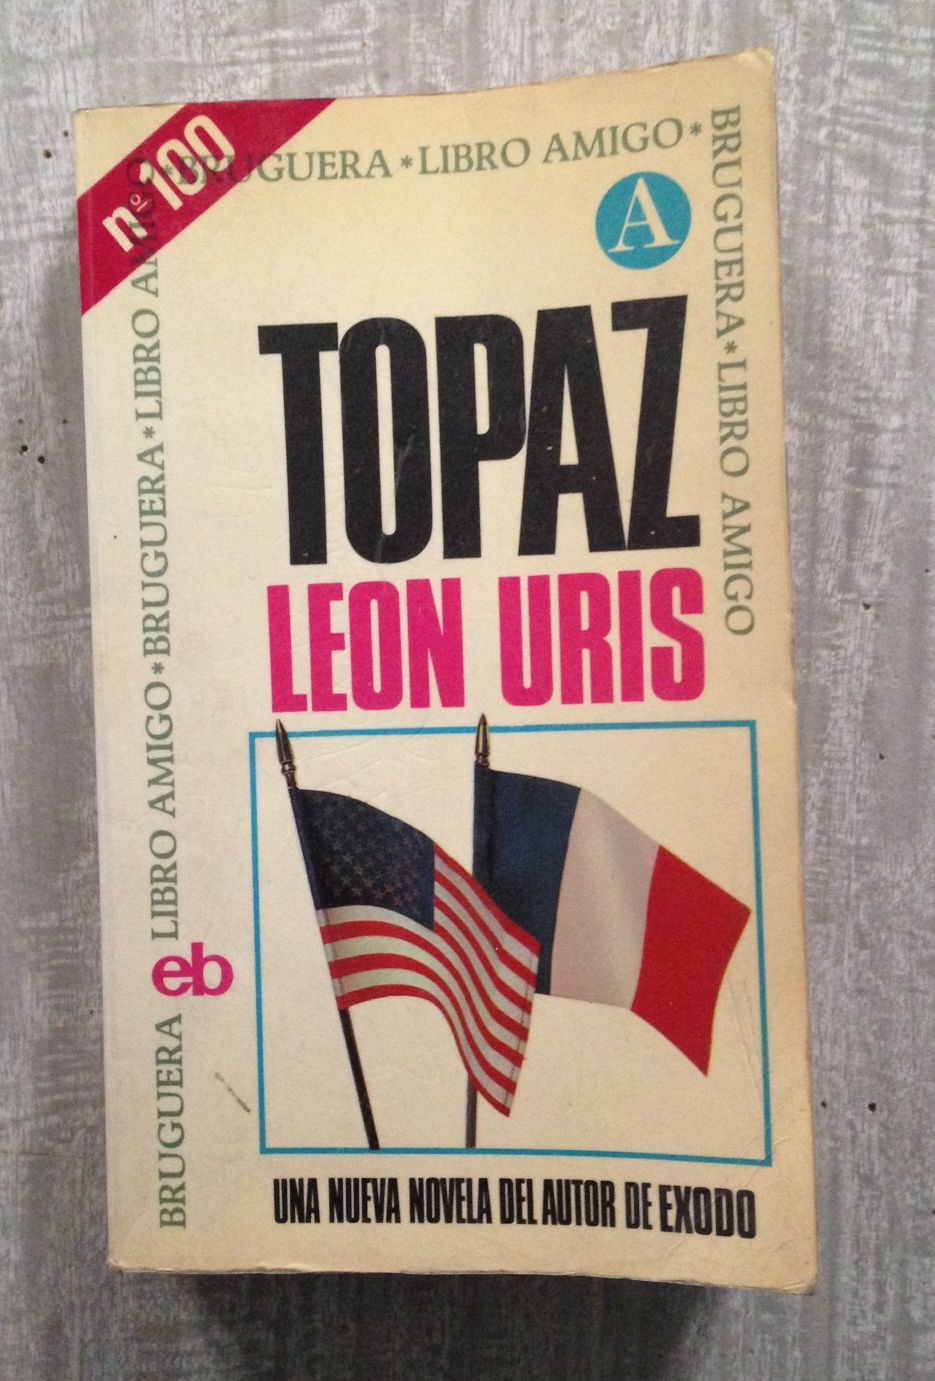 nº 100
BRUGUERA * LIBRO AMIGO * BRUGUERA * LIBRO AMIGO * BRUGUERA * LIBRO AMIGO * BRUGUERA * LIBRO AMIGO
A
TOPAZ
LEON URIS
eb
UNA NUEVA NOVELA DEL AUTOR DE EXODO